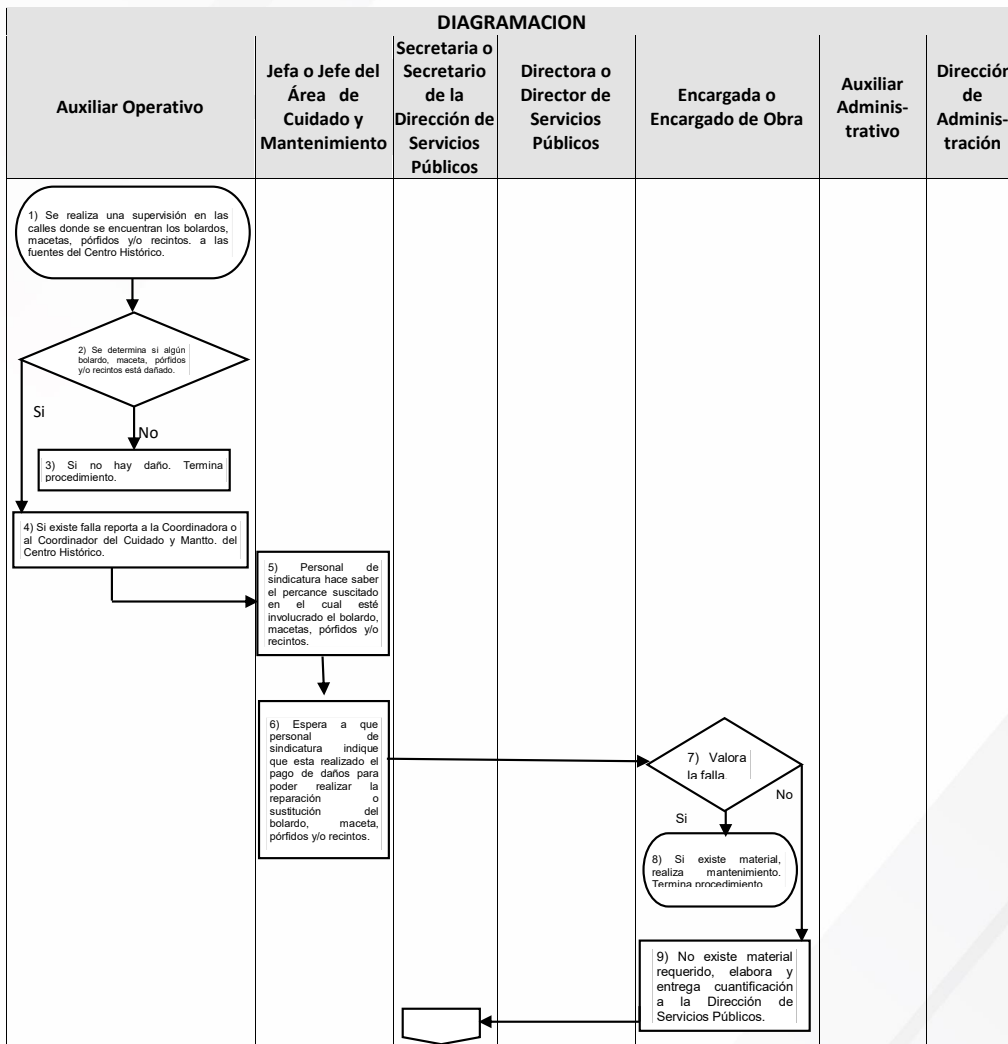 DIAGRAMACION
Auxiliar Operativo
Jefa o Jefe del
Área de
Cuidado y
Mantenimiento
Secretaria o
Secretario
de la
Dirección de
Servicios
Públicos
Directora o
Director de
Servicios
Públicos
Encargada o
Encargado de Obra
Auxiliar
Adminis-
trativo
Dirección
de
Adminis-
tración
1) Se realiza una supervisión en las
calles donde se encuentran los bolardos,
macetas, pórfidos y/o recintos. a las
fuentes del Centro Histórico.
2) Se determina si algún
bolardo, maceta, pórfidos
y/o recintos está dañado.
Si
No
3) Si no hay daño. Termina
procedimiento.
4) Si existe falla reporta a la Coordinadora o
al Coordinador del Cuidado y Mantto. del
Centro Histórico.
5) Personal de
sindicatura hace saber
el percance suscitado
en el cual esté
involucrado el bolardo,
macetas, pórfidos y/o
recintos.
6) Espera a que
personal de
sindicatura indique
que esta realizado el
pago de daños para
poder realizar la
reparación o
sustitución del
bolardo, maceta,
pórfidos y/o recintos.
7) Valora
la falla.
No
Si
8) Si existe material,
realiza mantenimiento.
Termina procedimiento
9) No existe material
requerido, elabora y
entrega cuantificación
a la Dirección de
Servicios Públicos.